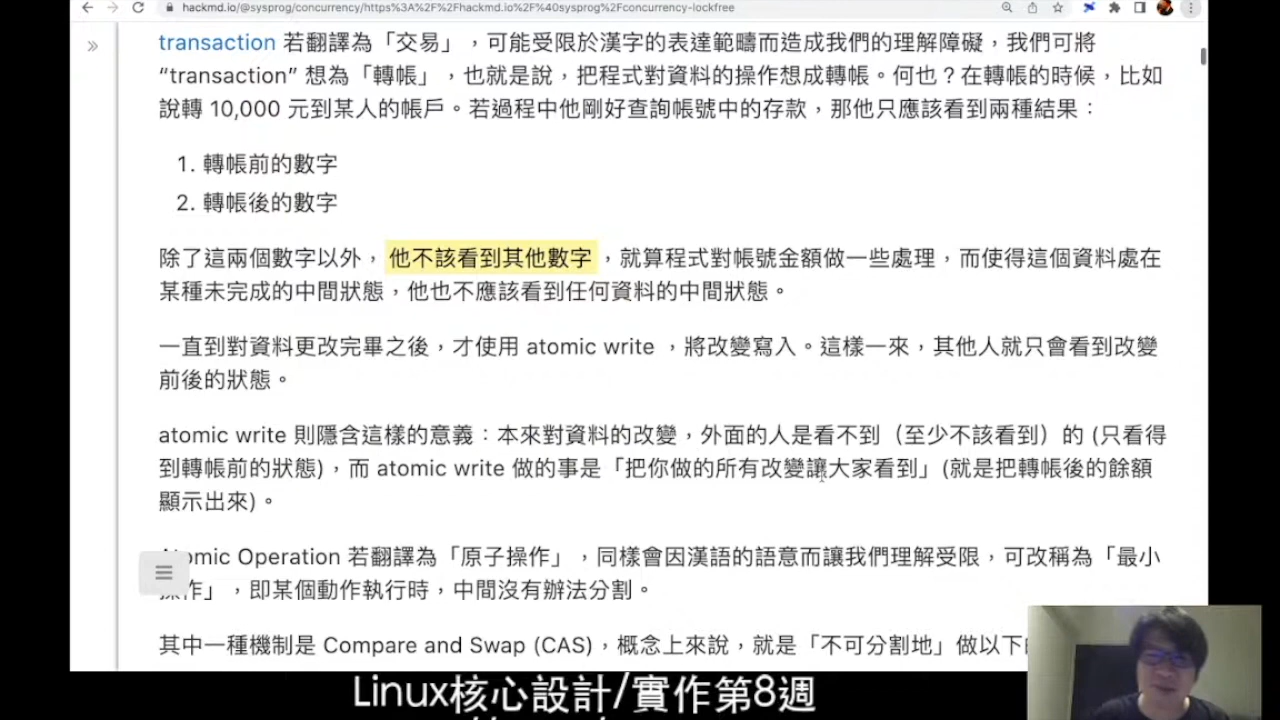 hackmd.io/@sysprog/concurrency/https%3A%2F%2Fhackmd.io%2F%40sysprog%2Fconcurrency-lockfree
transaction 若翻譯為「交易」，可能受限於漢字的表達範疇而造成我們的理解障礙，我們可將
“transaction” 想為「轉帳」，也就是說，把程式對資料的操作想成轉帳。何也？在轉帳的時候，比如
說轉 10,000 元到某人的帳戶。若過程中他剛好查詢帳號中的存款，那他只應該看到兩種結果：
1. 轉帳前的數字
2. 轉帳後的數字
除了這兩個數字以外，他不該看到其他數字，就算程式對帳號金額做一些處理，而使得這個資料處在
某種未完成的中間狀態，他也不應該看到任何資料的中間狀態。
一直到對資料更改完畢之後，才使用 atomic write ，將改變寫入。這樣一來，其他人就只會看到改變
前後的狀態。
atomic write 則隱含這樣的意義：本來對資料的改變，外面的人是看不到（至少不該看到）的 (只看得
到轉帳前的狀態)，而 atomic write 做的事是「把你做的所有改變讓大家看到」(就是把轉帳後的餘額
顯示出來)。
Atomic Operation 若翻譯為「原子操作」，同樣會因漢語的語意而讓我們理解受限，可改稱為「最小
操作」，即某個動作執行時，中間沒有辦法分割。
其中一種機制是 Compare and Swap (CAS)，概念上來說，就是「不可分割地」做以下
Linux核心設計/實作第8週